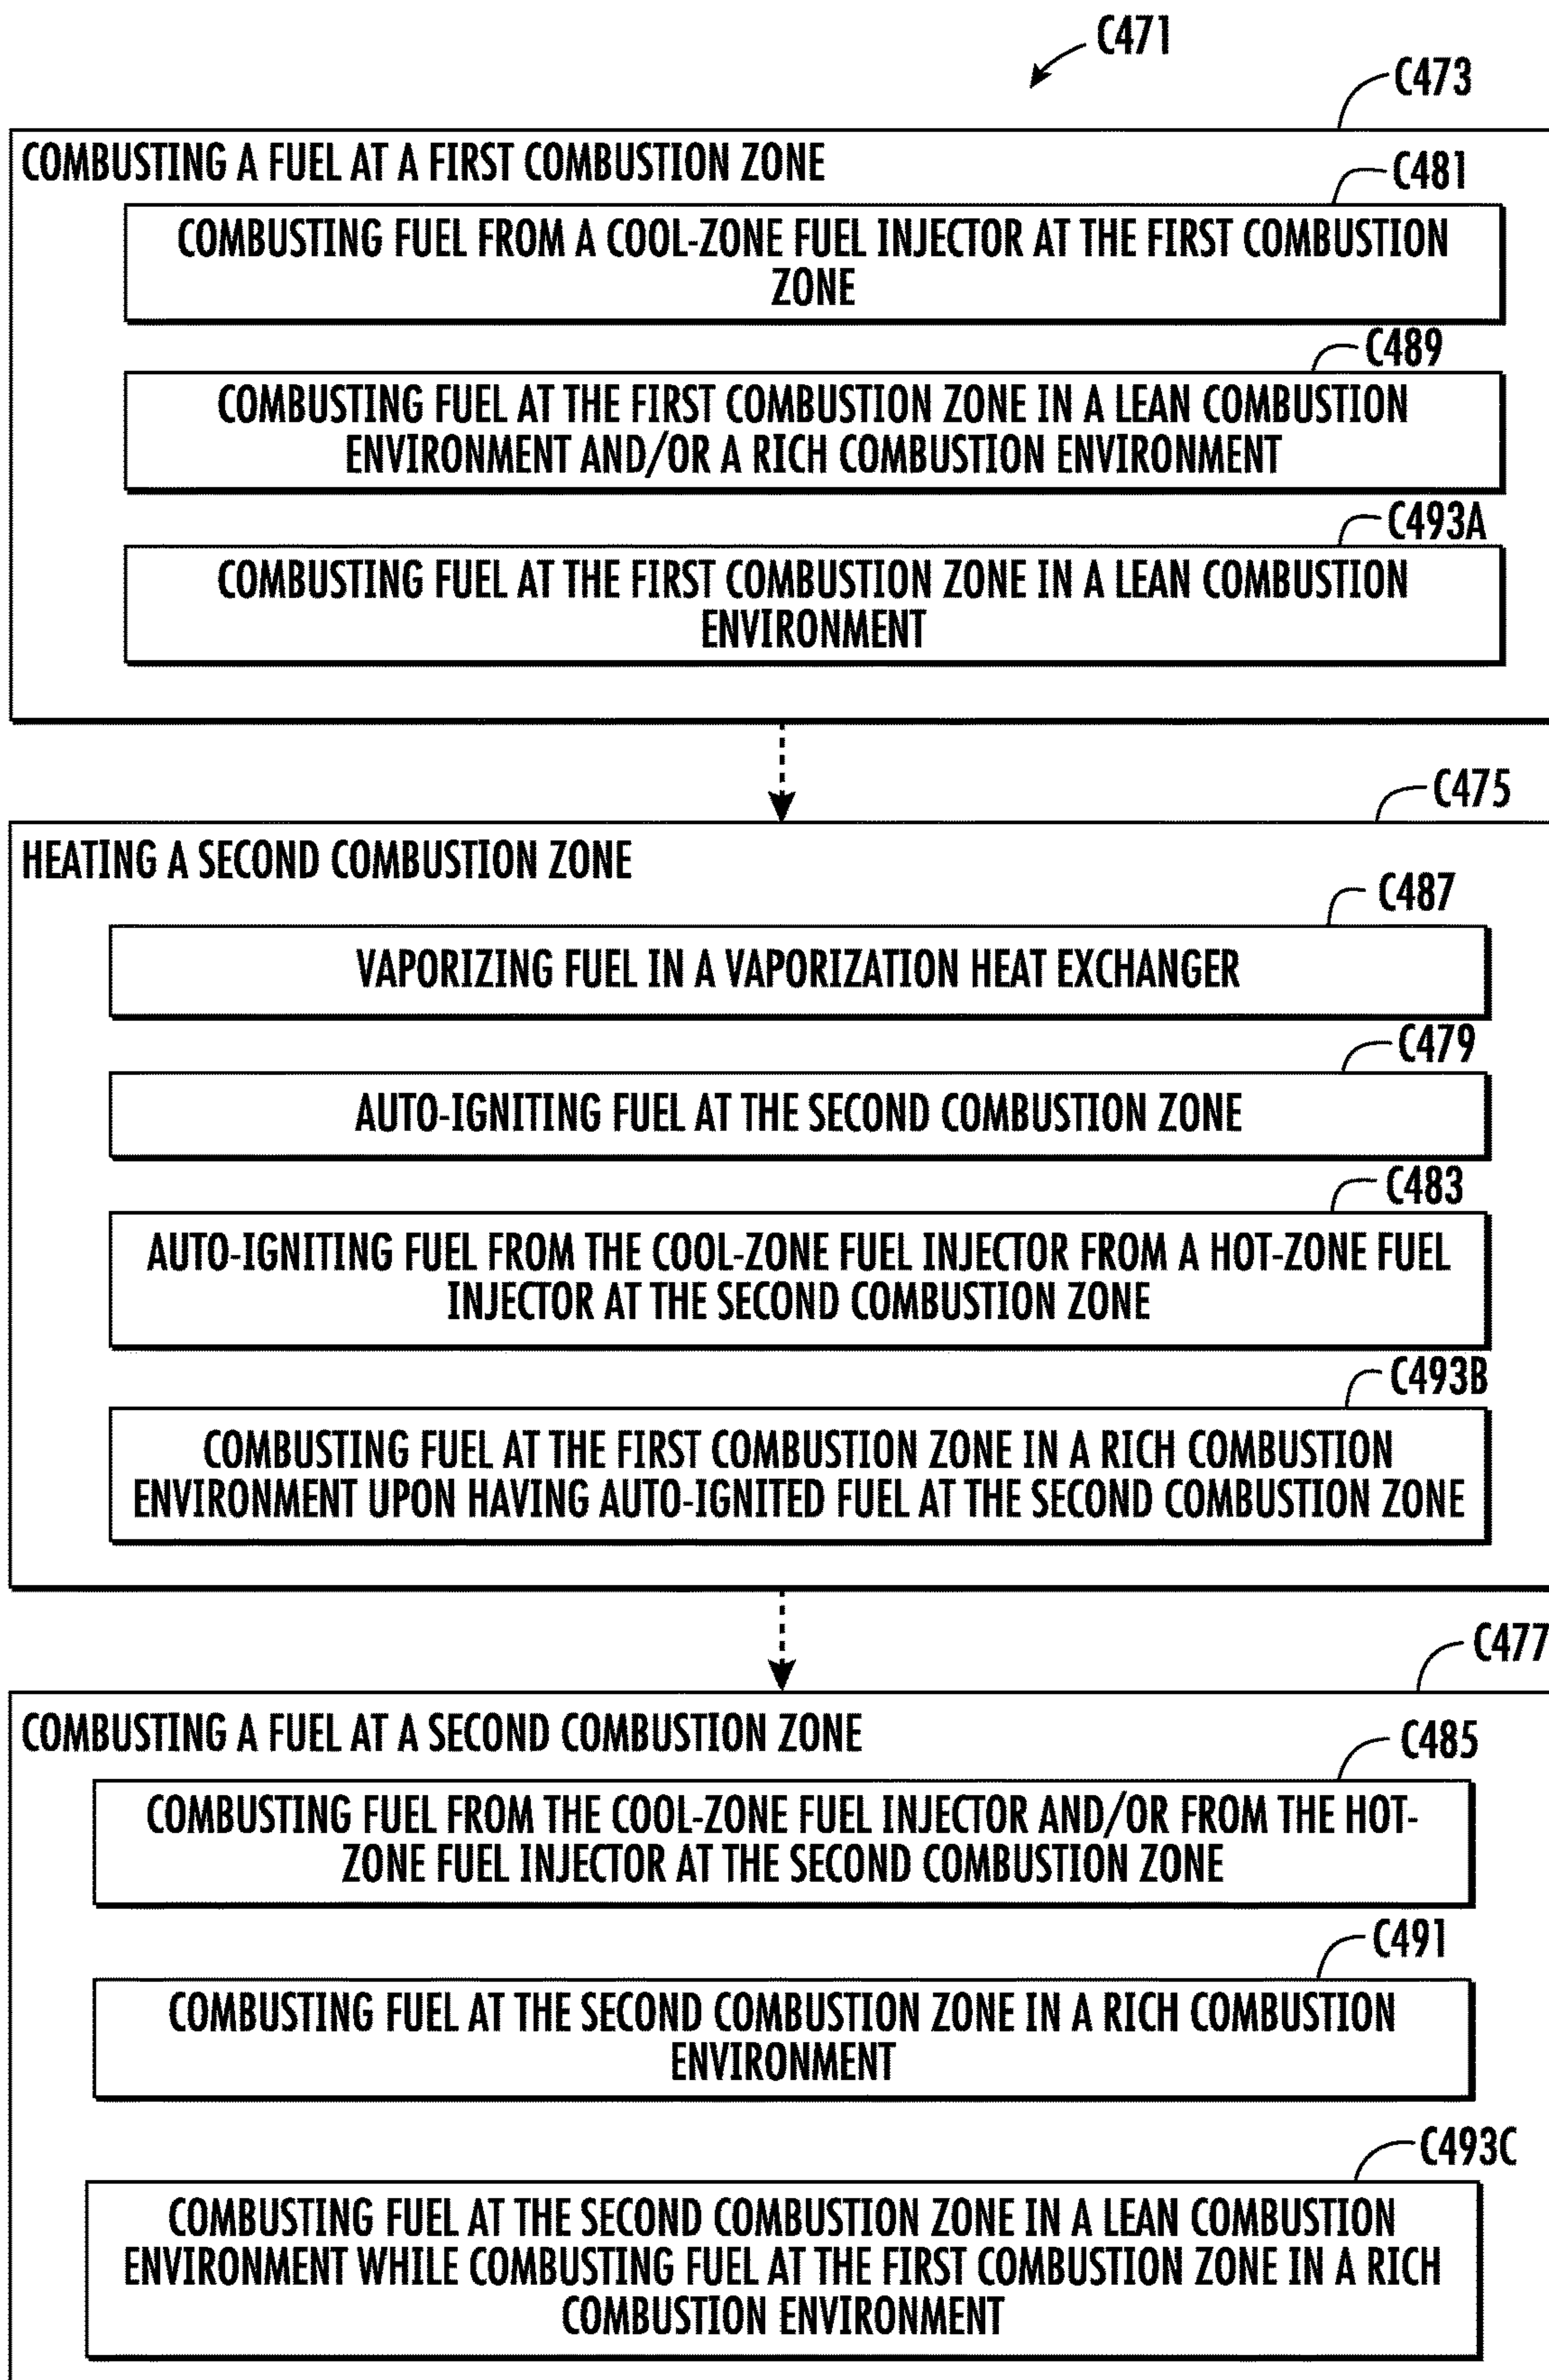 C471
C473
COMBUSTING A FUEL AT A FIRST COMBUSTION ZONE
C481
COMBUSTING FUEL FROM A COOL-ZONE FUEL INJECTOR AT THE FIRST COMBUSTION
ZONE
C489
COMBUSTING FUEL AT THE FIRST COMBUSTION ZONE IN A LEAN COMBUSTION
ENVIRONMENT AND/OR A RICH COMBUSTION ENVIRONMENT
C493A
COMBUSTING FUEL AT THE FIRST COMBUSTION ZONE IN A LEAN COMBUSTION
ENVIRONMENT
C475
HEATING A SECOND COMBUSTION ZONE
C487
VAPORIZING FUEL IN A VAPORIZATION HEAT EXCHANGER
C479
AUTO-IGNITING FUEL AT THE SECOND COMBUSTION ZONE
C483
AUTO-IGNITING FUEL FROM THE COOL-ZONE FUEL INJECTOR FROM A HOT-ZONE FUEL
INJECTOR AT THE SECOND COMBUSTION ZONE
C493B
COMBUSTING FUEL AT THE FIRST COMBUSTION ZONE IN A RICH COMBUSTION
ENVIRONMENT UPON HAVING AUTO-IGNITED FUEL AT THE SECOND COMBUSTION ZONE
C477
COMBUSTING A FUEL AT A SECOND COMBUSTION ZONE
C485
COMBUSTING FUEL FROM THE COOL-ZONE FUEL INJECTOR AND/OR FROM THE HOT-
ZONE FUEL INJECTOR AT THE SECOND COMBUSTION ZONE
C491
COMBUSTING FUEL AT THE SECOND COMBUSTION ZONE IN A RICH COMBUSTION
ENVIRONMENT
C493C
COMBUSTING FUEL AT THE SECOND COMBUSTION ZONE IN A LEAN COMBUSTION
ENVIRONMENT WHILE COMBUSTING FUEL AT THE FIRST COMBUSTION ZONE IN A RICH
COMBUSTION ENVIRONMENT